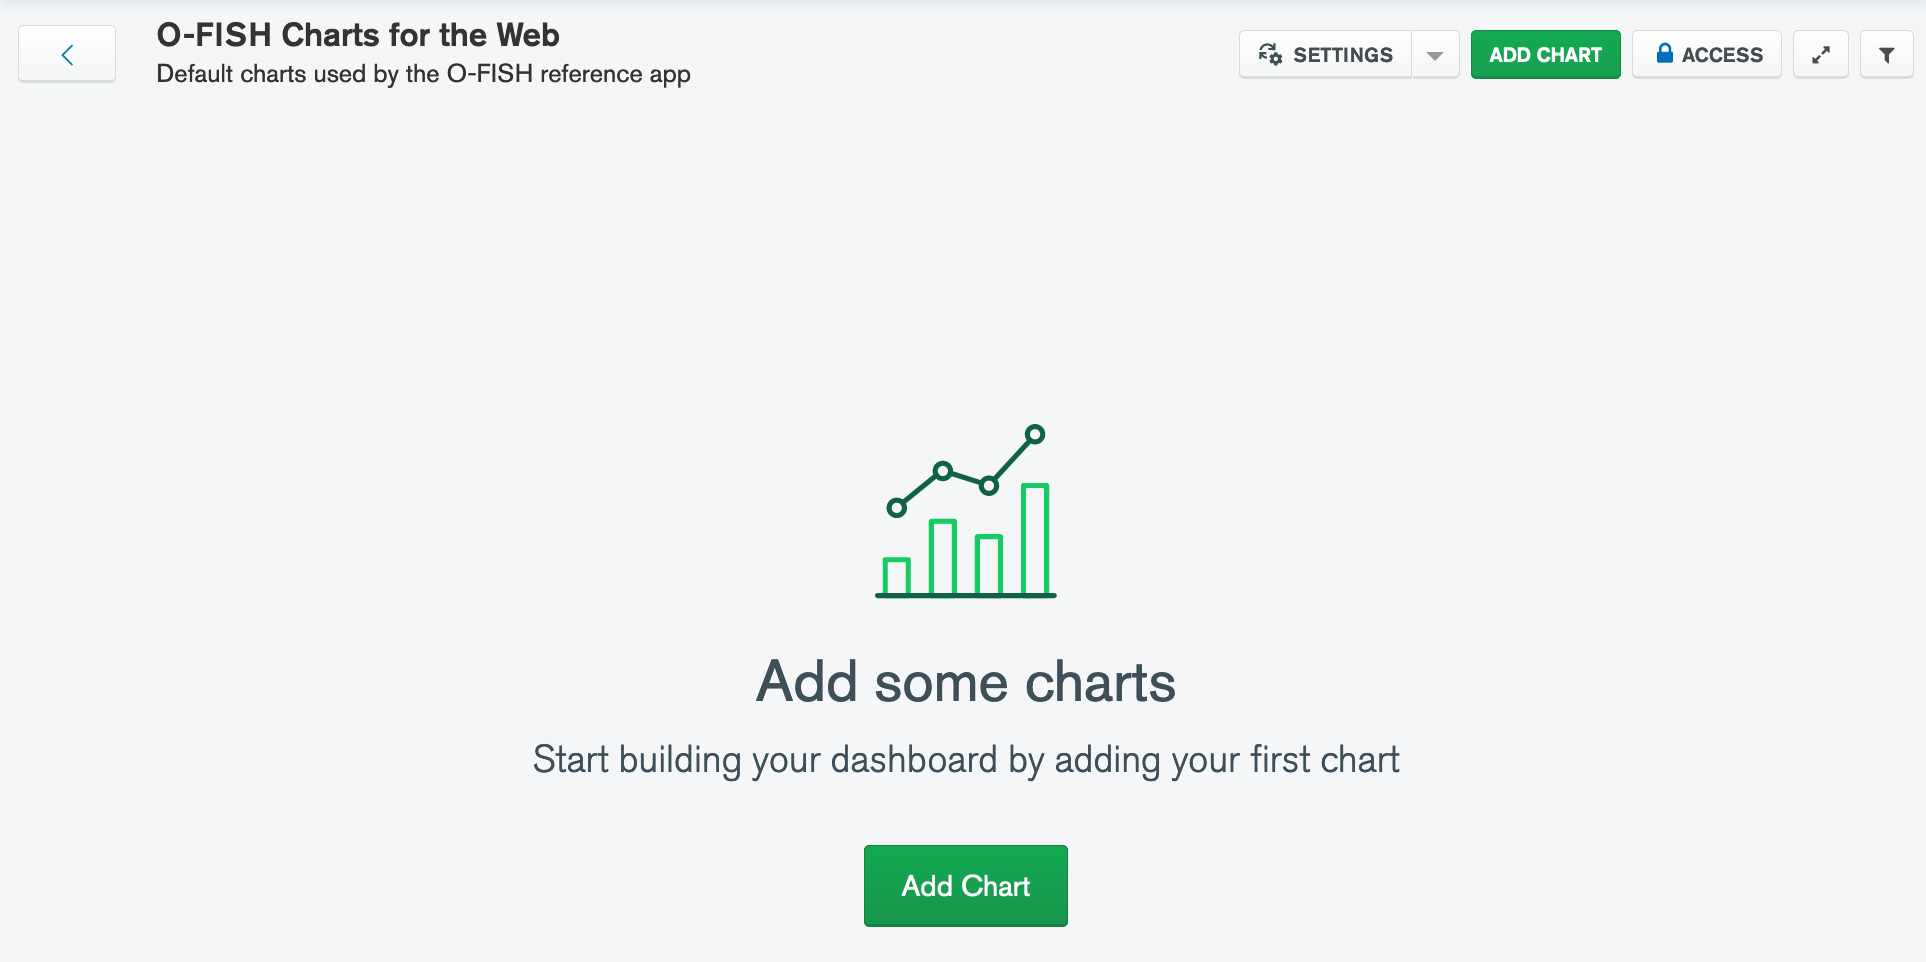 O-FISH Charts for the Web
Default charts used by the O-FISH reference app
SETTINGS
ADD CHART
ACCESS
Add some charts
Start building your dashboard by adding your first chart
Add Chart